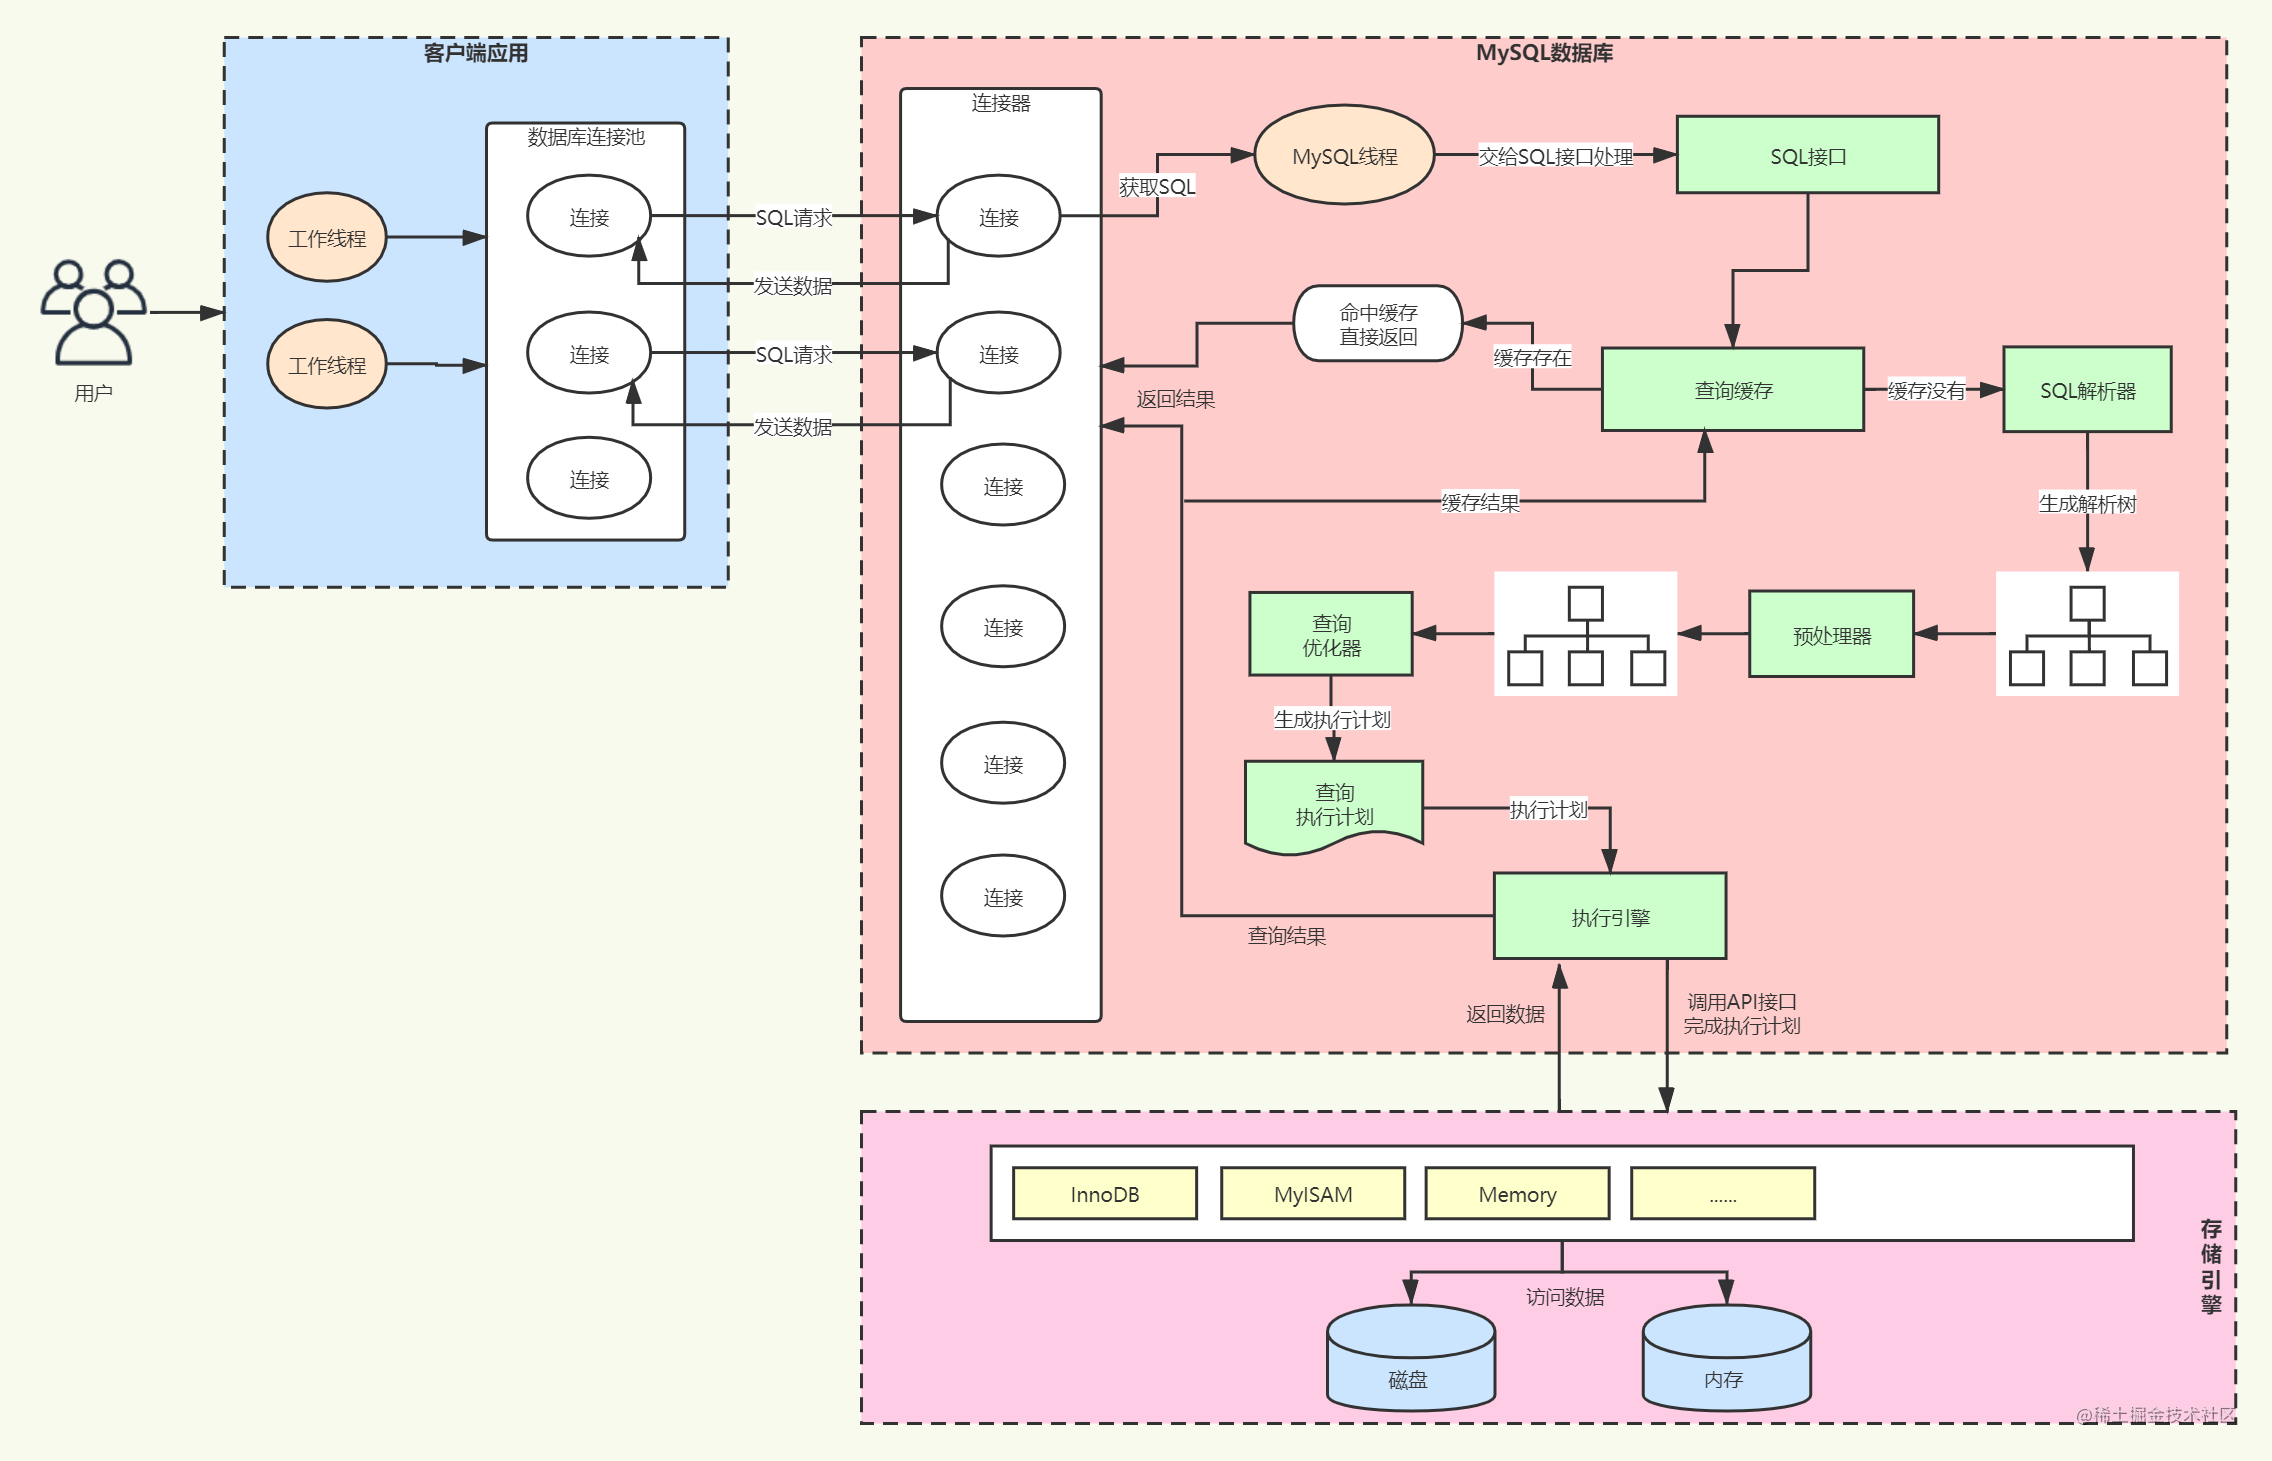 客户端应用
数据库连接池
工作线程
工作线程
用户
连接
连接
连接
SQL请求
发送数据
SQL请求
发送数据
MySQL数据库
连接器
连接
连接
连接
连接
连接
连接
获取SQL
MySQL线程
交给SQL接口处理
SQL接口
命中缓存
直接返回
缓存存在
返回结果
查询缓存
缓存没有
SQL解析器
缓存结果
生成解析树
查询
优化器
预处理器
生成执行计划
查询
执行计划
执行计划
执行引擎
查询结果
返回数据
调用API接口
完成执行计划
InnoDB
MyISAM
Memory
......
存
储
引
擎
访问数据
磁盘
内存
@稀土掘金技术社区